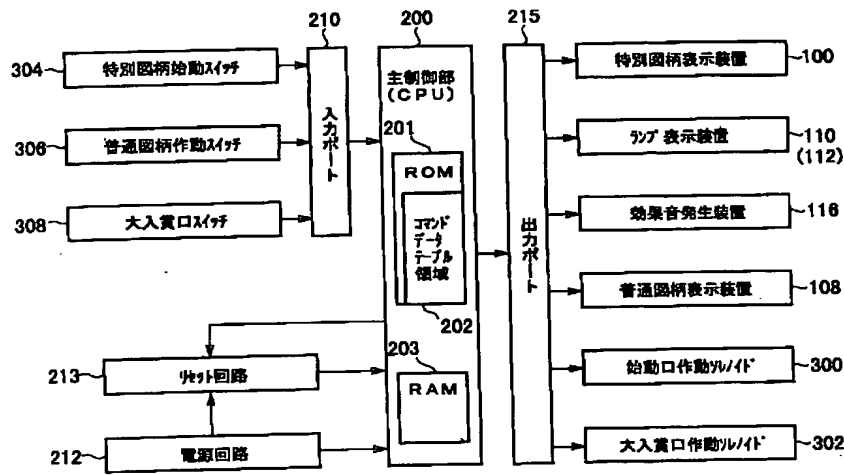 210
200
215
304
特別図柄始動スイッチ
306
普通図柄作動スイッチ
308
大入賞口スイッチ
入力ポート
主制御部
(CPU)
201
ROM
コマンド
データ
テーブル
領域
202
203
RAM
213
リセット回路
212
電源回路
出力ポート
特別図柄表示装置
100
ランプ表示装置
110
(112)
効果音発生装置
116
普通図柄表示装置
108
始動口作動ソレノイド
300
大入賞口作動ソレノイド
302